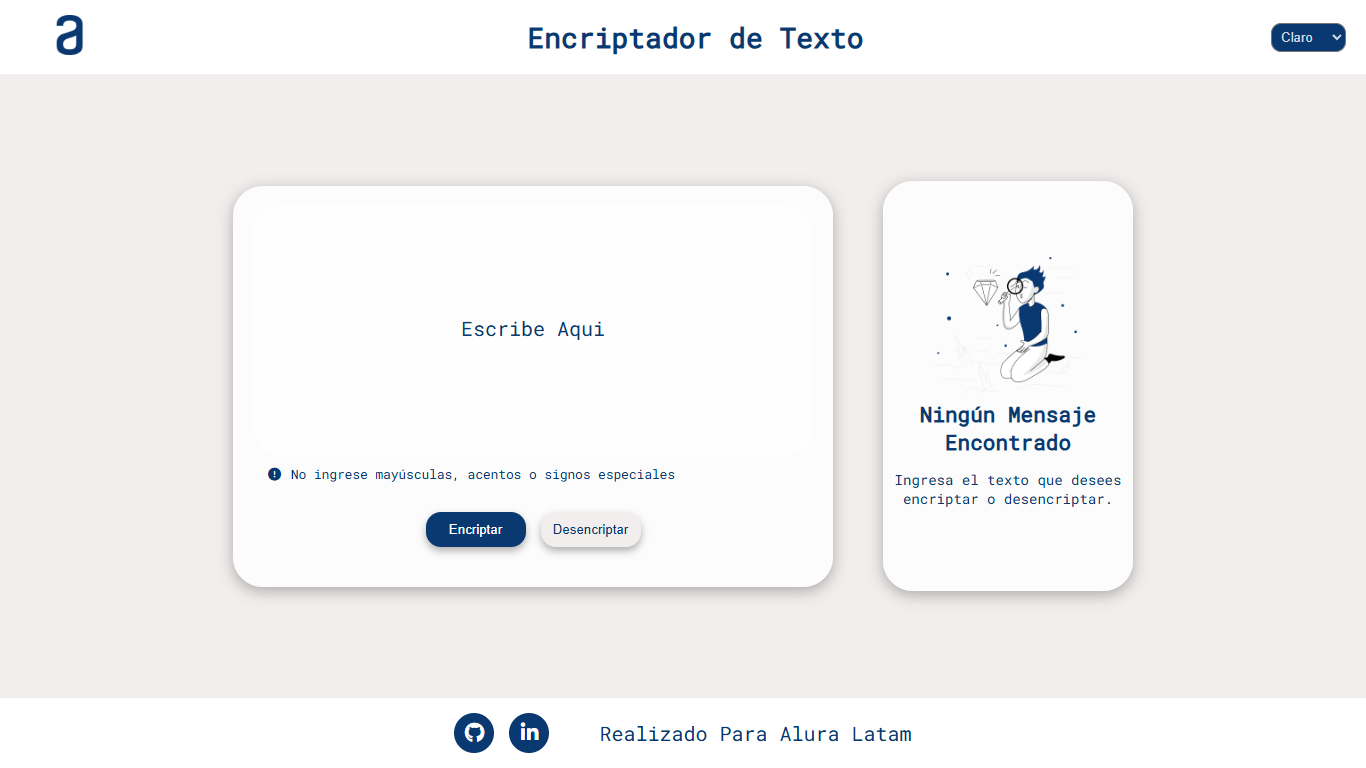 a
Encriptador de Texto
Claro
Escribe Aqui
No ingrese mayúsculas, acentos o signos especiales
Encriptar
Desencriptar
Ningún Mensaje
Encontrado
Ingresa el texto que desees
encriptar o desencriptar.
in
Realizado Para Alura Latam